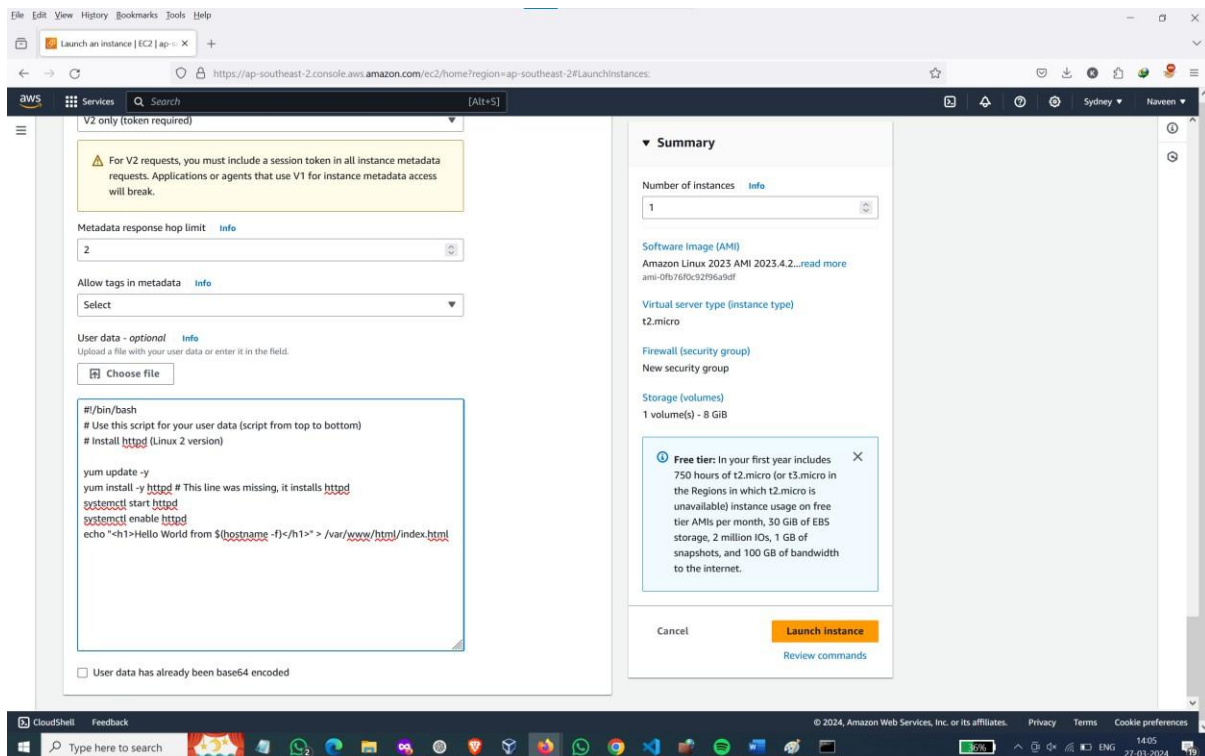 File Edit View History Bookmarks Tools Help
Launch an instance | EC2 | ap-s
https://ap-southeast-2.console.aws.amazon.com/ec2/home?region=ap-southeast-2#LaunchInstances:
aws Services Search [Alt+S] Sydney Naveen
V2 only (token required)
For V2 requests, you must include a session token in all instance metadata
requests. Applications or agents that use V1 for instance metadata access
will break.
Metadata response hop limit Info
2
Allow tags in metadata Info
Select
User data - optional Info
Upload a file with your user data or enter it in the field.
Choose file
#!/bin/bash
# Use this script for your user data (script from top to bottom)
# Install httpd (Linux 2 version)
yum update -y
yum install -y httpd # This line was missing, it installs httpd
systemctl start httpd
systemctl enable httpd
echo "<h1>Hello World from $(hostname -f)</h1>" > /var/www/html/index.html
User data has already been base64 encoded
Summary
Number of instances Info
1
Software Image (AMI)
Amazon Linux 2023 AMI 2023.4.2...read more
ami-0fb76f0c92f96a9df
Virtual server type (instance type)
t2.micro
Firewall (security group)
New security group
Storage (volumes)
1 volume(s) - 8 GiB
Free tier: In your first year includes
750 hours of t2.micro (or t3.micro in
the Regions in which t2.micro is
unavailable) instance usage on free
tier AMIs per month, 30 GiB of EBS
storage, 2 million IOs, 1 GB of
snapshots, and 100 GB of bandwidth
to the internet.
Cancel Launch instance
Review commands
CloudShell Feedback © 2024, Amazon Web Services, Inc. or its affiliates. Privacy Terms Cookie preferences
Type here to search 36% ENG 14:05
27-03-2024 19